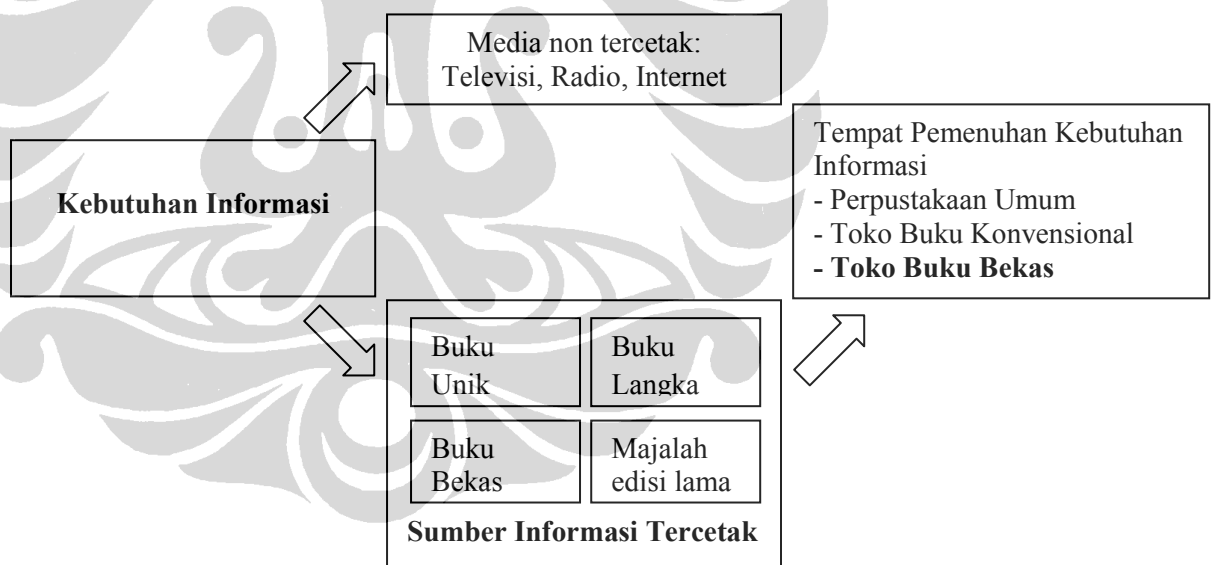 Media non tercetak:
Televisi, Radio, Internet
Kebutuhan Informasi
Tempat Pemenuhan Kebutuhan
Informasi
- Perpustakaan Umum
- Toko Buku Konvensional
- Toko Buku Bekas
Buku
Unik
Buku
Langka
Buku
Bekas
Majalah
edisi lama
Sumber Informasi Tercetak